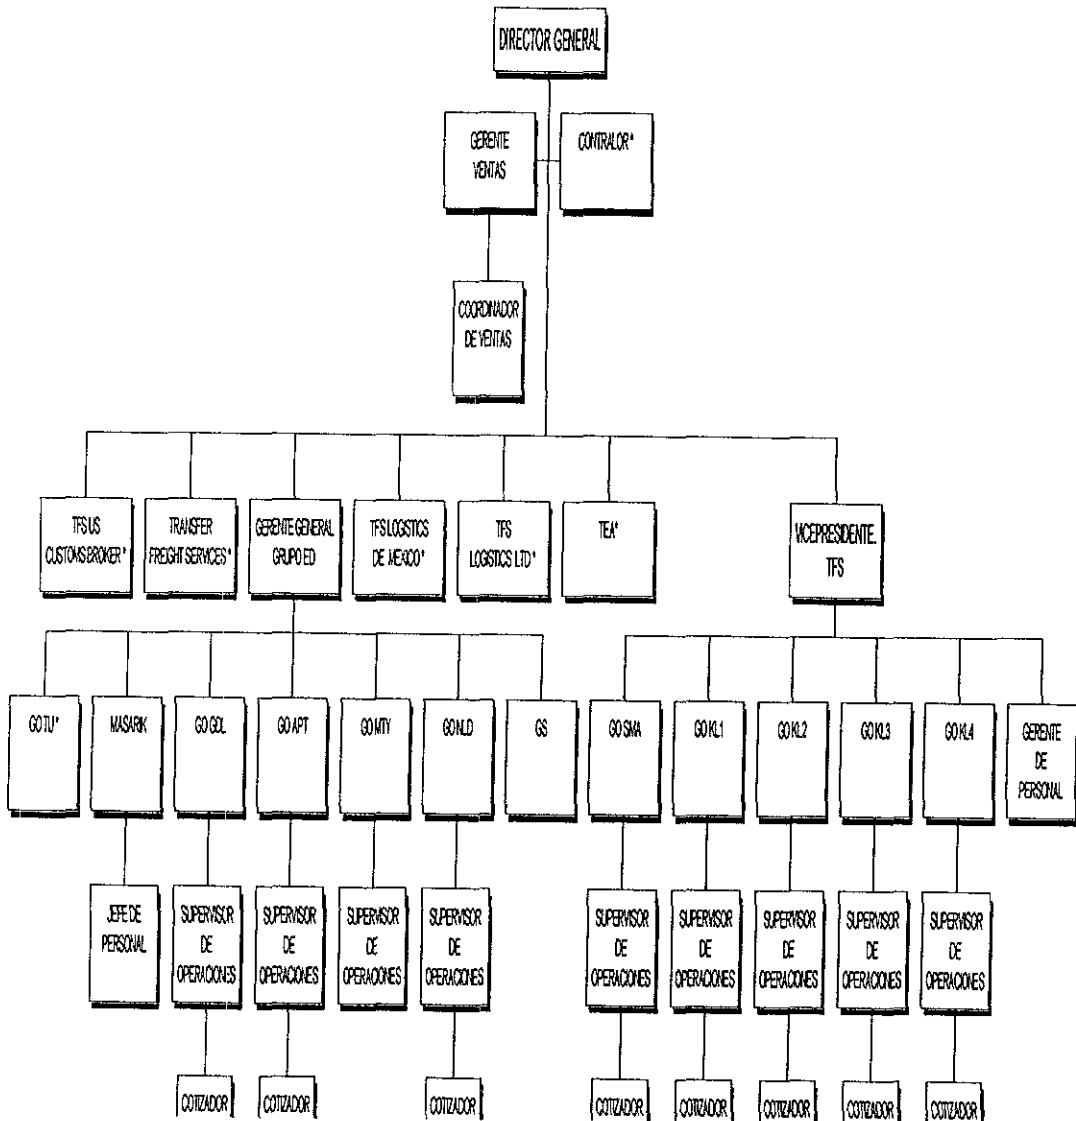 DIRECTOR GENERAL
GERENTE
VENTAS
CONTRALOR*
COORDINADOR
DE VENTAS
TFS US
CUSTOMS BROKER*
TRANSFER
FREIGHT SERVICES*
GERENTE GENERAL
GRUPO ED
TFS LOGISTICS
DE MEXICO*
TFS
LOGISTICS LTD*
TEA*
VICEPRESIDENTE.
TFS
GO TU*
MASARIK
GO GDL
GO APT
GO MTY
GO NLD
GS
GO SMA
GO KL1
GO KL2
GO KL3
GO KL4
GERENTE
DE
PERSONAL
JEFE DE
PERSONAL
SUPERVISOR
DE
OPERACIONES
SUPERVISOR
DE
OPERACIONES
SUPERVISOR
DE
OPERACIONES
SUPERVISOR
DE
OPERACIONES
SUPERVISOR
DE OPERACIONES
SUPERVISOR
DE
OPERACIONES
SUPERVISOR
DE
OPERACIONES
SUPERVISOR
DE
OPERACIONES
SUPERVISOR
DE
OPERACIONES
COTIZADOR
COTIZADOR
COTIZADOR
COTIZADOR
COTIZADOR
COTIZADOR
COTIZADOR
COTIZADOR